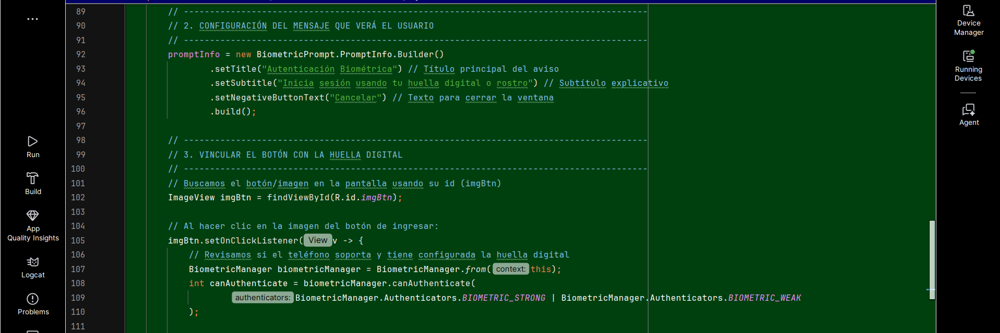 89 // -----------------------------------------------------------------------------------------
90 // 2. CONFIGURACIÓN DEL MENSAJE QUE VERÁ EL USUARIO
91 // -----------------------------------------------------------------------------------------
92 promptInfo = new BiometricPrompt.PromptInfo.Builder()
93 .setTitle("Autenticación Biométrica") // Título principal del aviso
94 .setSubtitle("Inicia sesión usando tu huella digital o rostro") // Subtítulo explicativo
95 .setNegativeButtonText("Cancelar") // Texto para cerrar la ventana
96 .build();
97
98 // -----------------------------------------------------------------------------------------
99 // 3. VINCULAR EL BOTÓN CON LA HUELLA DIGITAL
100 // -----------------------------------------------------------------------------------------
101 // Buscamos el botón/imagen en la pantalla usando su id (imgBtn)
102 ImageView imgBtn = findViewById(R.id.imgBtn);
103
104 // Al hacer clic en la imagen del botón de ingresar:
105 imgBtn.setOnClickListener( View v -> {
106 // Revisamos si el teléfono soporta y tiene configurada la huella digital
107 BiometricManager biometricManager = BiometricManager.from( context: this);
108 int canAuthenticate = biometricManager.canAuthenticate(
109 authenticators: BiometricManager.Authenticators.BIOMETRIC_STRONG | BiometricManager.Authenticators.BIOMETRIC_WEAK
110 );
111
Run
Build
App
Quality Insights
Logcat
Problems
Device
Manager
Running
Devices
Agent